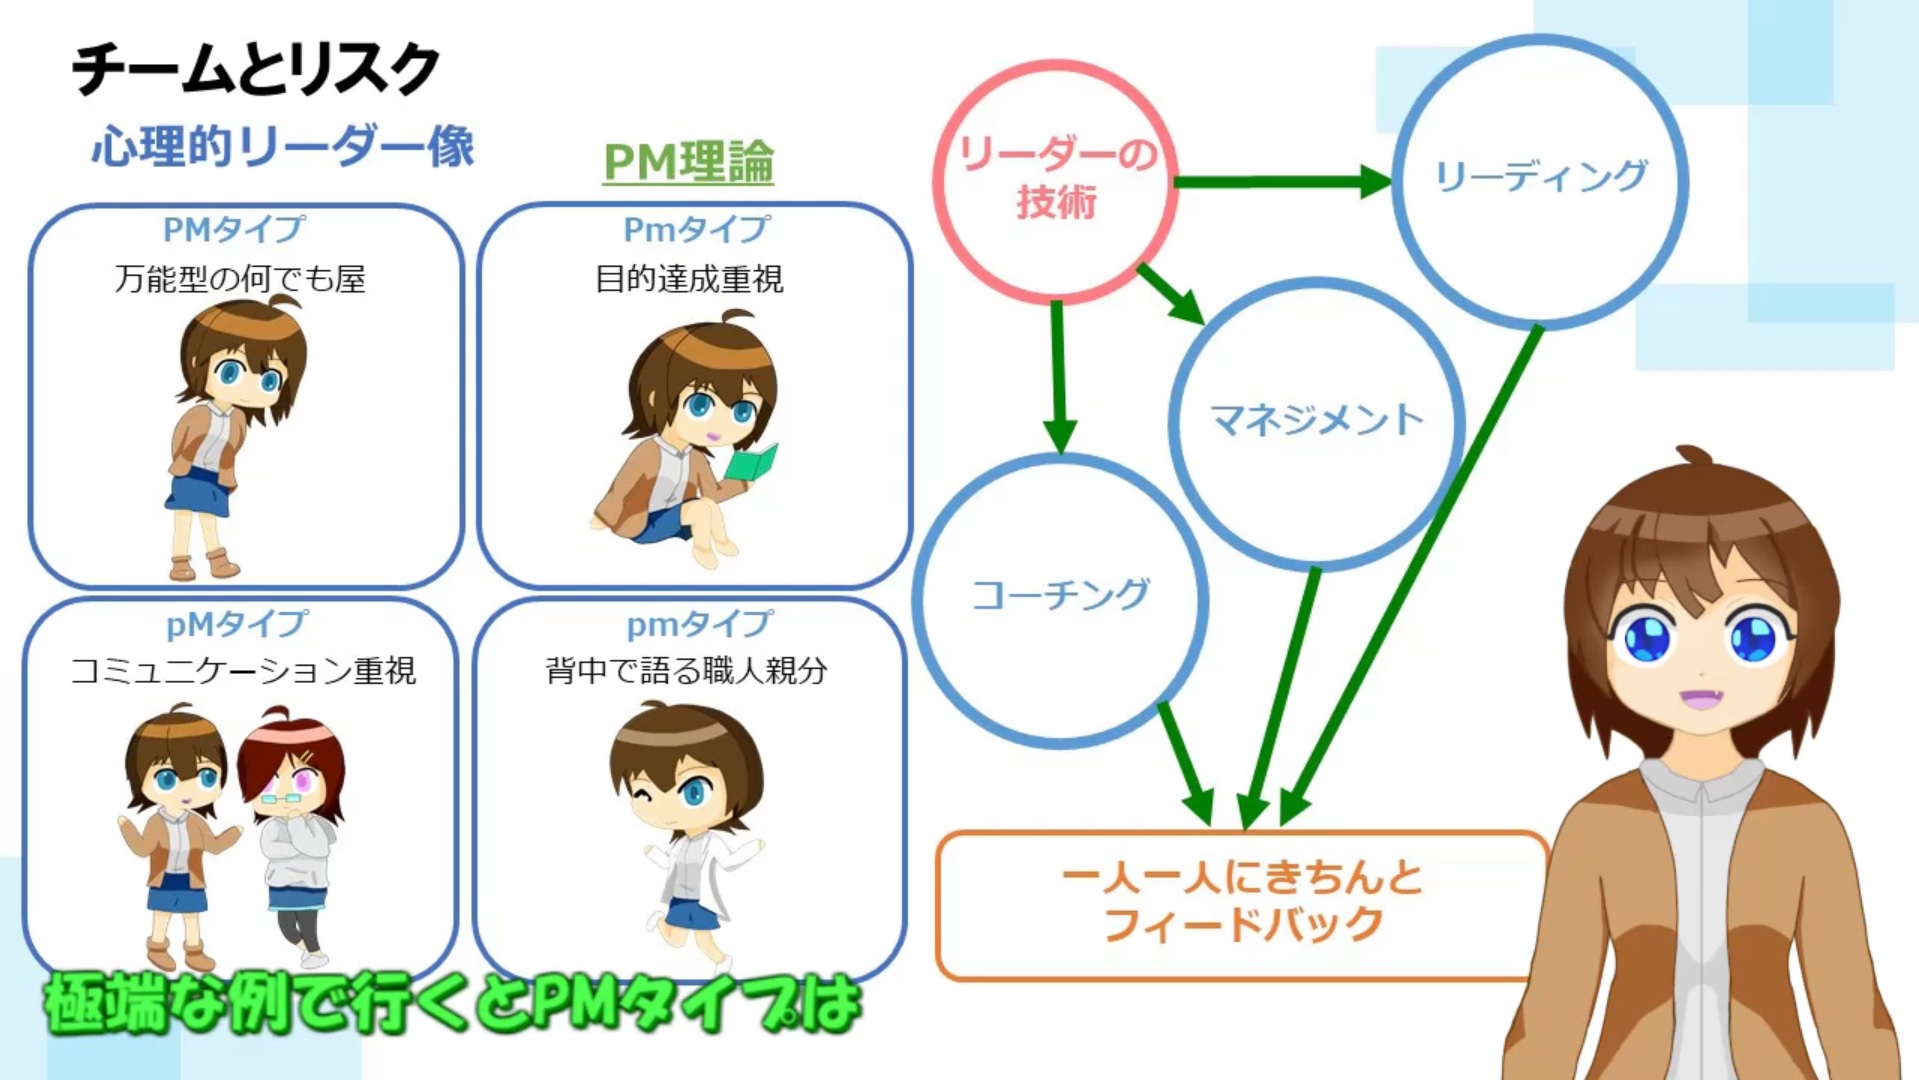 チームとリスク
心理的リーダー像
PM理論
PMタイプ
万能型の何でも屋
Pmタイプ
目的達成重視
pMタイプ
コミュニケーション重視
pmタイプ
背中で語る職人親分
リーダーの
技術
リーディング
マネジメント
コーチング
一人一人にきちんと
フィードバック
極端な例で行くとPMタイプは